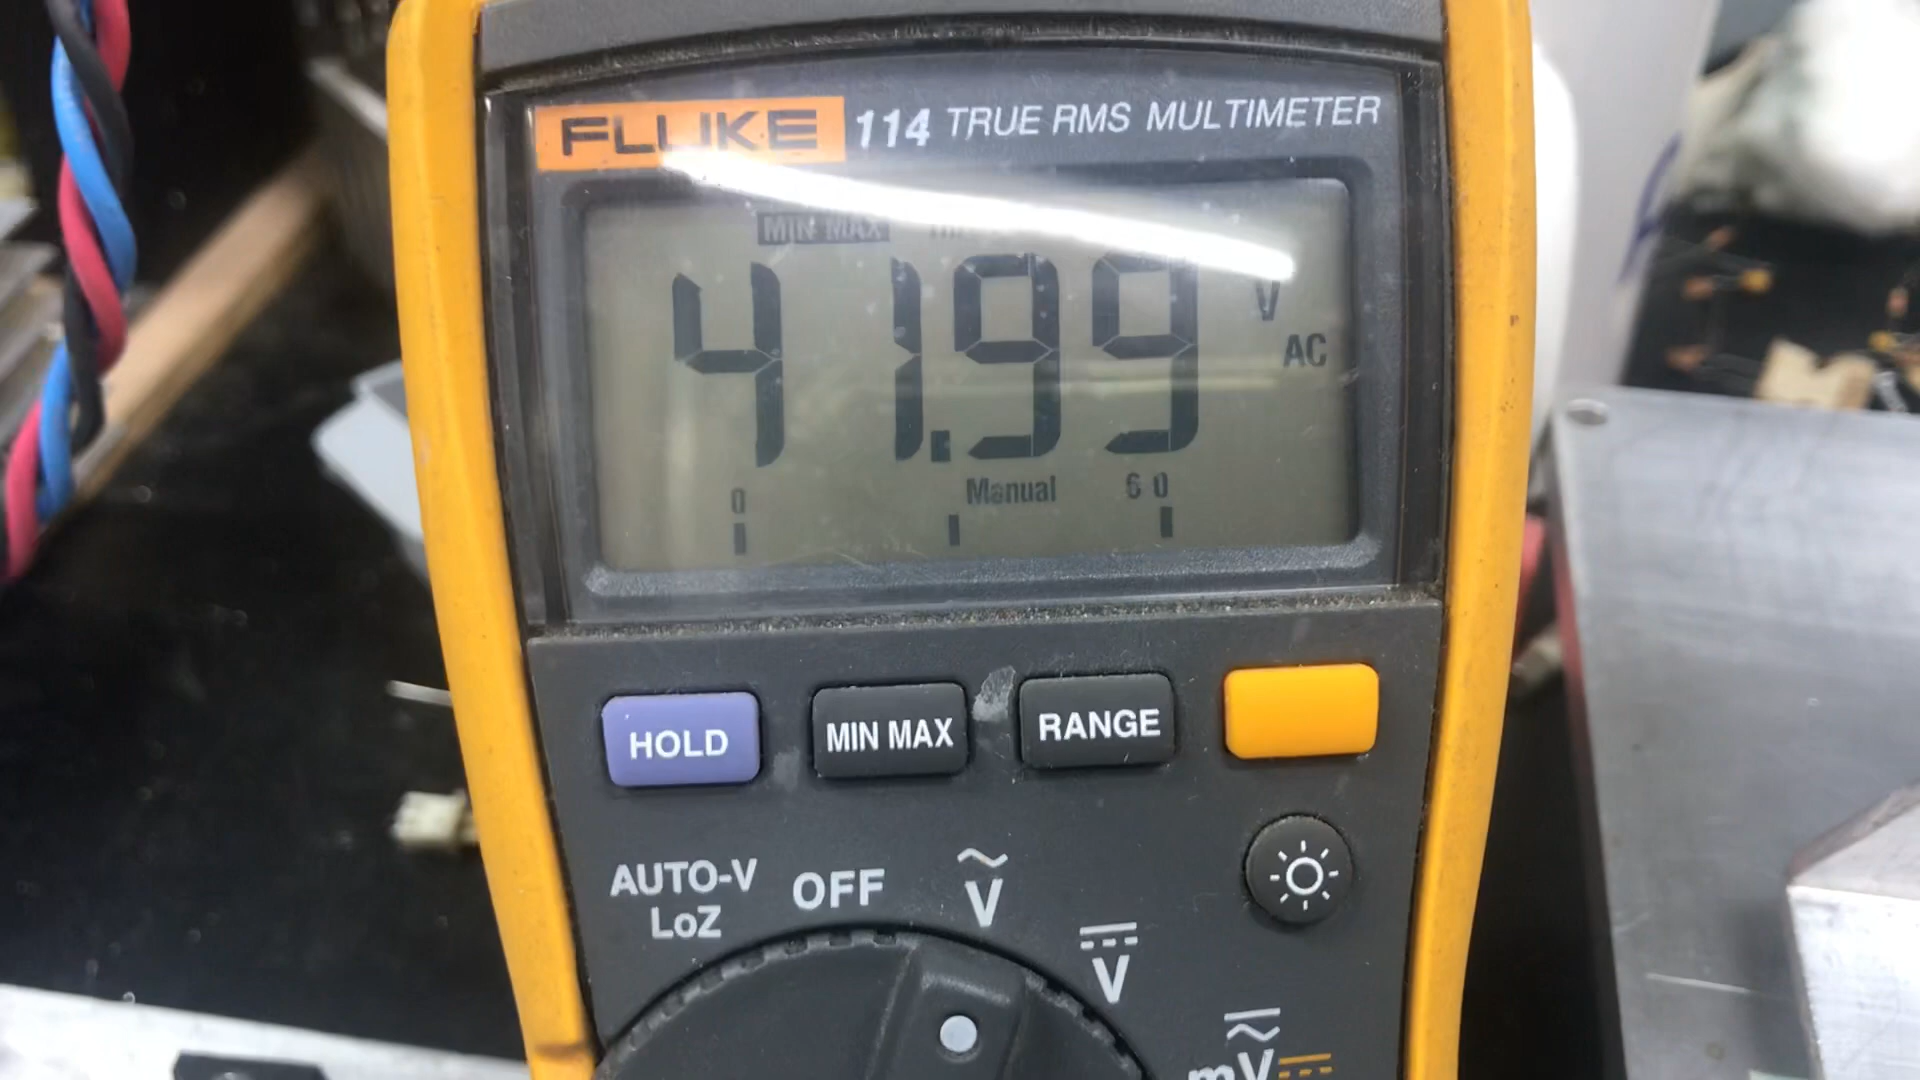 FLUKE 114 TRUE RMS MULTIMETER
MIN MAX
41.99 V AC
0 Manual 60
HOLD MIN MAX RANGE
AUTO-V LoZ
OFF
V
V
mV